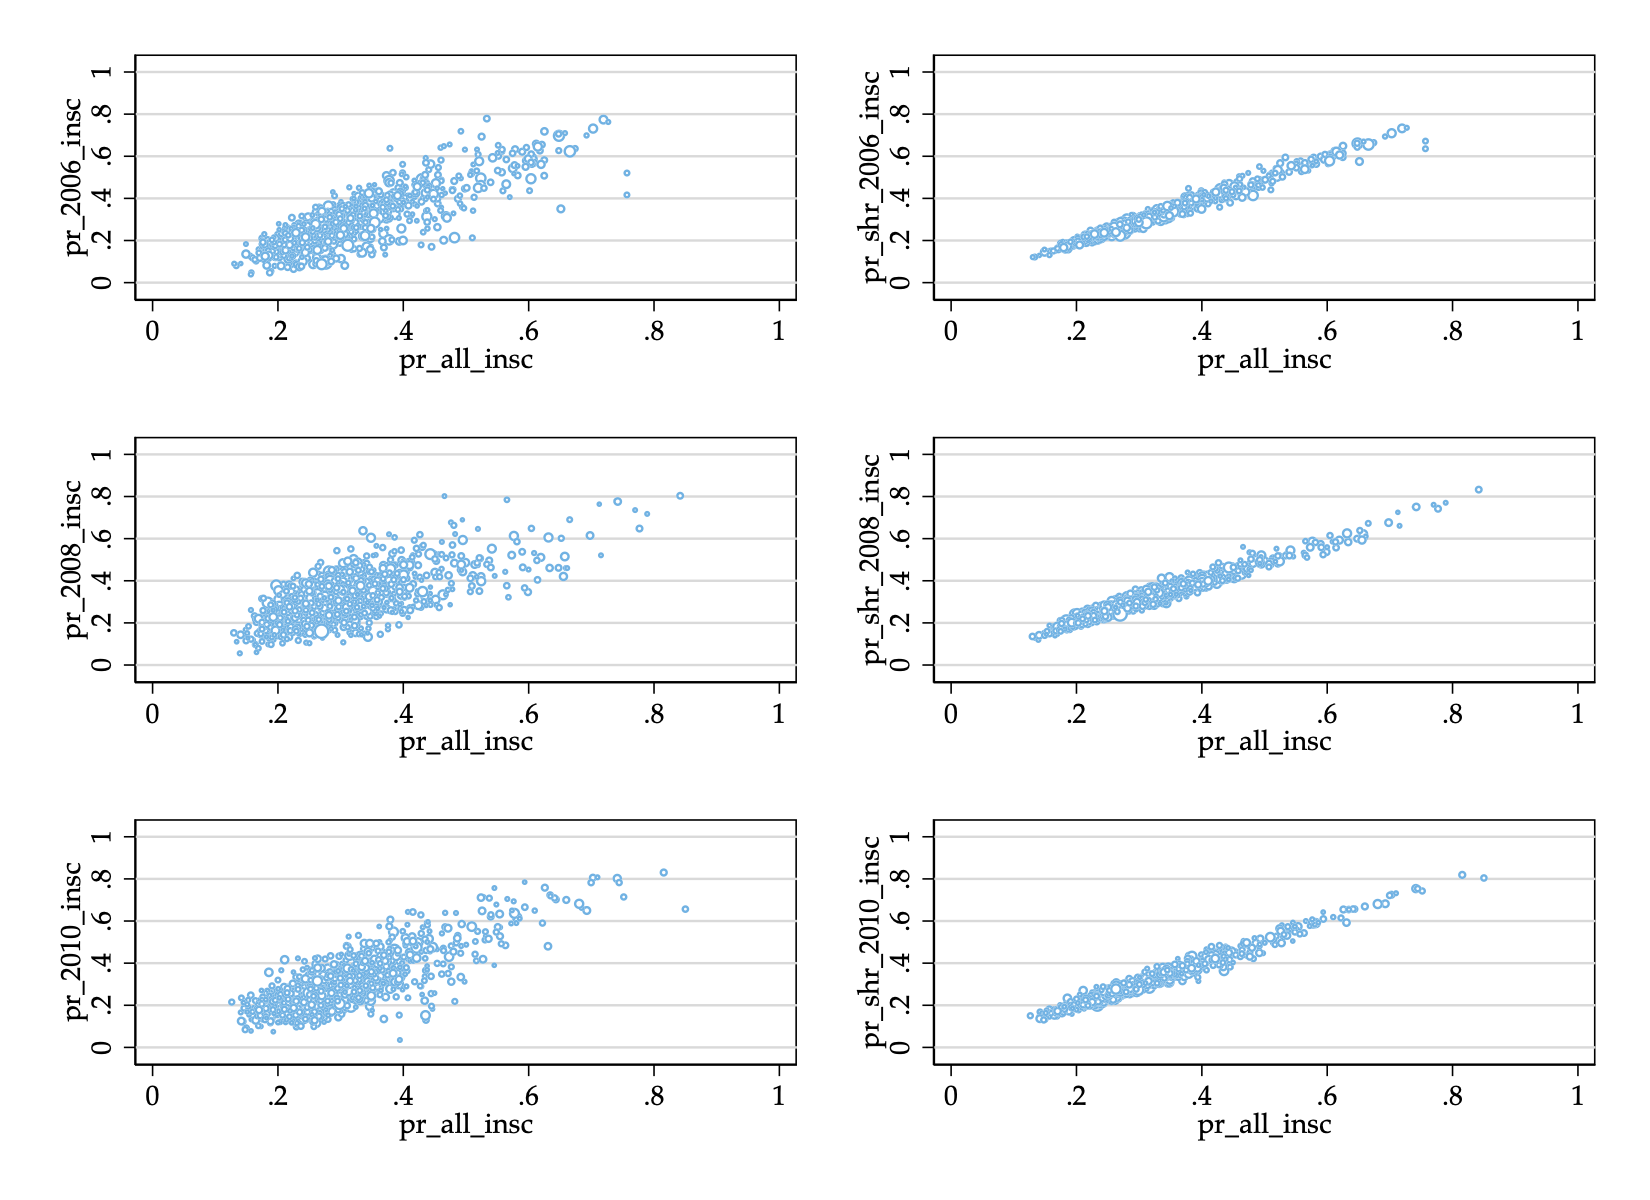 pr_2006_insc
1
.8
.6
.4
.2
0
0 .2 .4 .6 .8 1
pr_all_insc
pr_shr_2006_insc
1
.8
.6
.4
.2
0
0 .2 .4 .6 .8 1
pr_all_insc
pr_2008_insc
1
.8
.6
.4
.2
0
0 .2 .4 .6 .8 1
pr_all_insc
pr_shr_2008_insc
1
.8
.6
.4
.2
0
0 .2 .4 .6 .8 1
pr_all_insc
pr_2010_insc
1
.8
.6
.4
.2
0
0 .2 .4 .6 .8 1
pr_all_insc
pr_shr_2010_insc
1
.8
.6
.4
.2
0
0 .2 .4 .6 .8 1
pr_all_insc